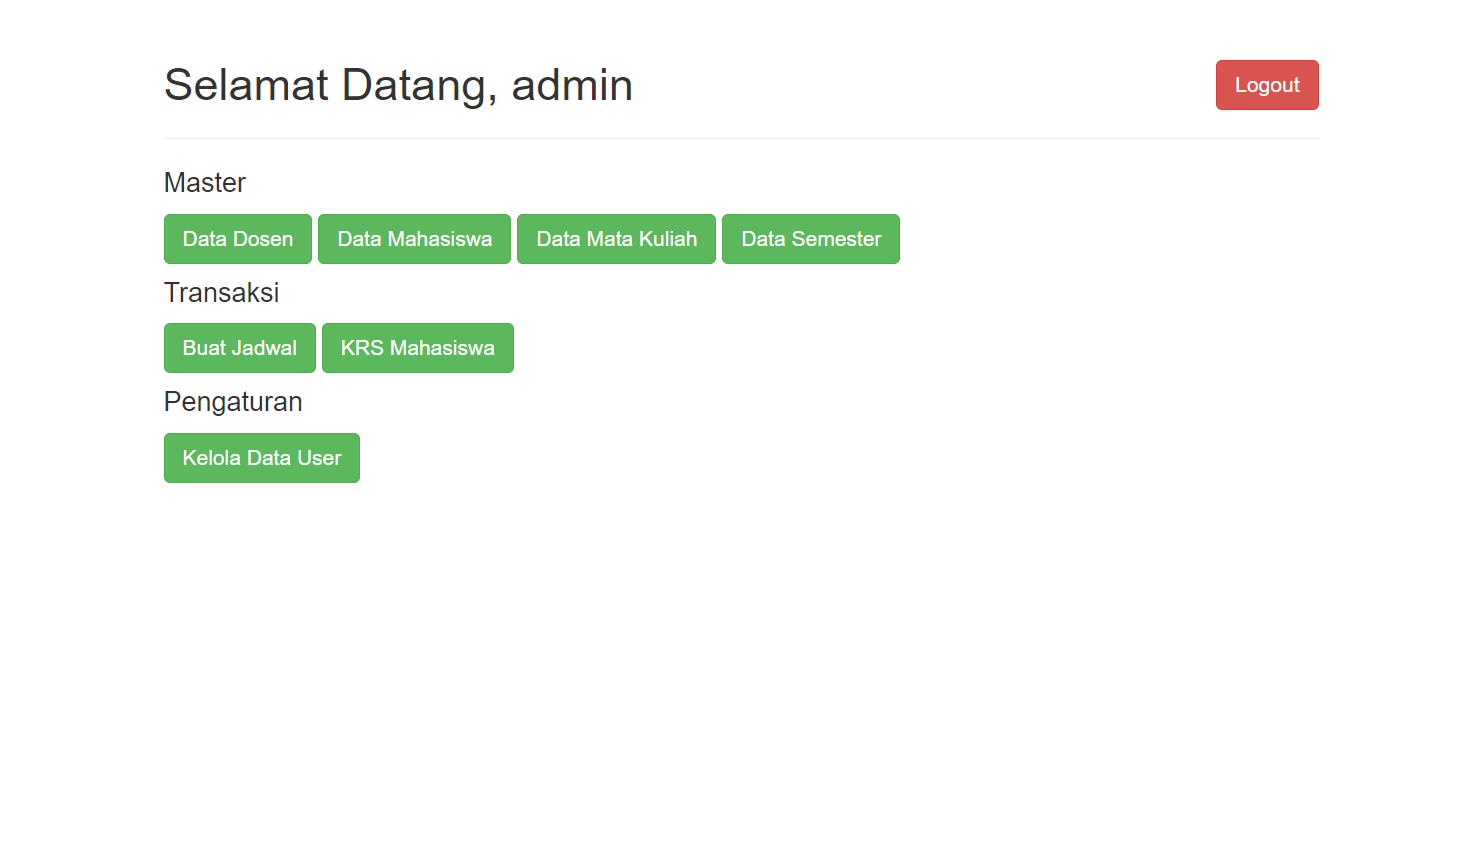 Selamat Datang, admin Logout
Master
Data Dosen Data Mahasiswa Data Mata Kuliah Data Semester
Transaksi
Buat Jadwal KRS Mahasiswa
Pengaturan
Kelola Data User